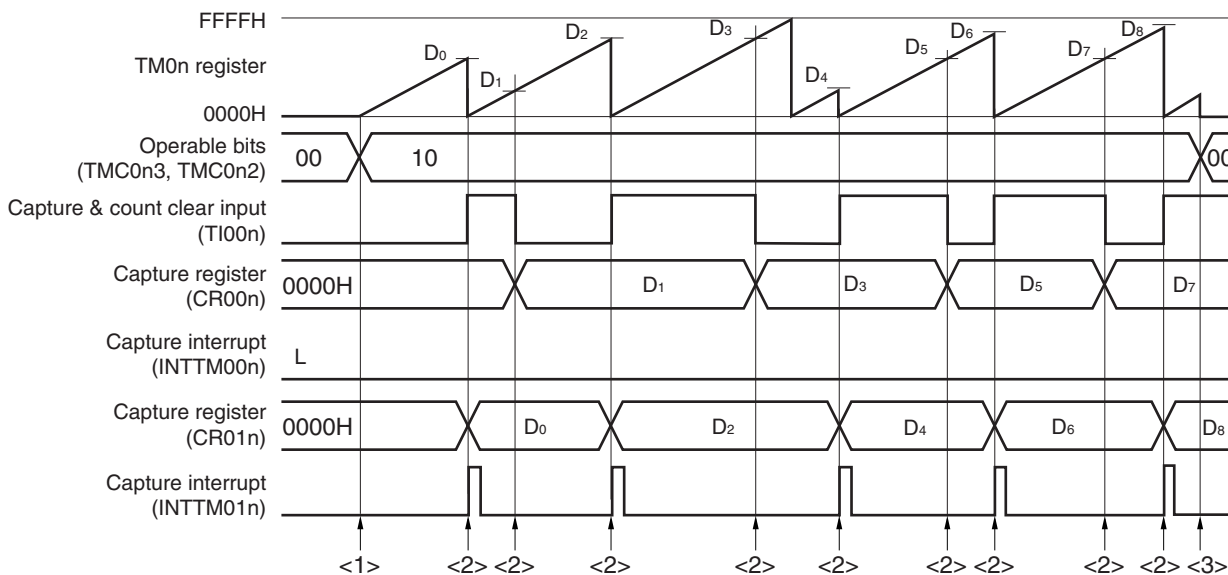 FFFFH
TM0n register
0000H
D0 D1 D2 D3 D4 D5 D6 D7 D8
Operable bits
(TMC0n3, TMC0n2)
00 10 00
Capture & count clear input
(TI00n)
Capture register
(CR00n)
0000H D1 D3 D5 D7
Capture interrupt
(INTTM00n)
L
Capture register
(CR01n)
0000H D0 D2 D4 D6 D8
Capture interrupt
(INTTM01n)
<1> <2> <2> <2> <2> <2> <2> <2> <2> <2> <3>